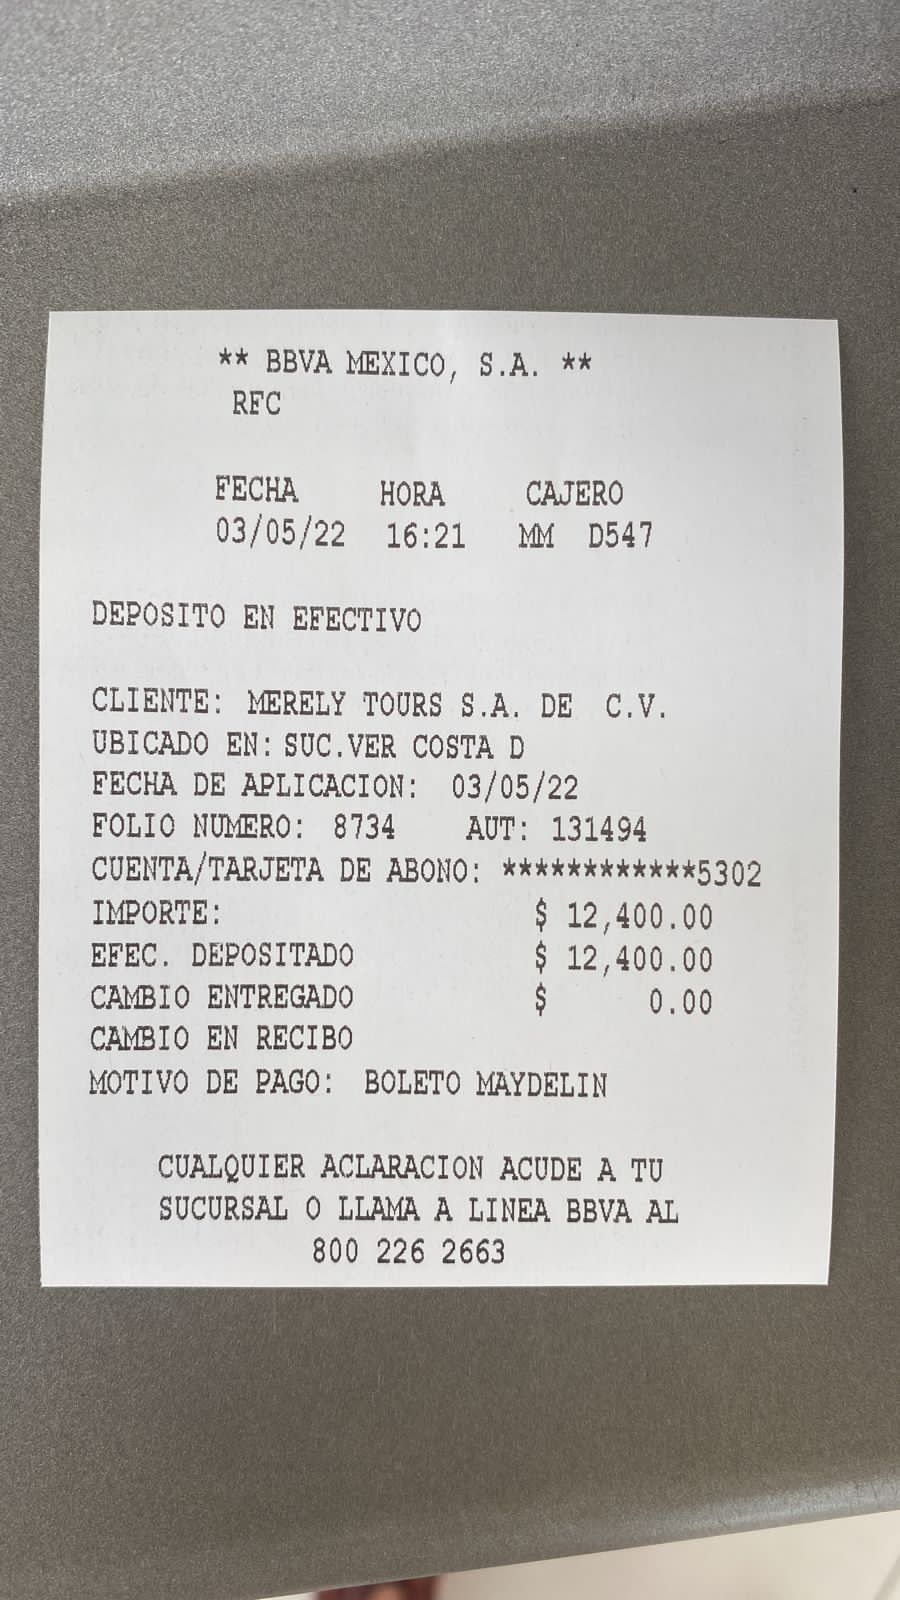 ** BBVA MEXICO, S.A. **
RFC
FECHA HORA CAJERO
03/05/22 16:21 MM D547
DEPOSITO EN EFECTIVO
CLIENTE: MERELY TOURS S.A. DE C.V.
UBICADO EN: SUC.VER COSTA D
FECHA DE APLICACION: 03/05/22
FOLIO NUMERO: 8734 AUT: 131494
CUENTA/TARJETA DE ABONO: ************5302
IMPORTE: $ 12,400.00
EFEC. DEPOSITADO $ 12,400.00
CAMBIO ENTREGADO $ 0.00
CAMBIO EN RECIBO
MOTIVO DE PAGO: BOLETO MAYDELIN
CUALQUIER ACLARACION ACUDE A TU
SUCURSAL O LLAMA A LINEA BBVA AL
800 226 2663